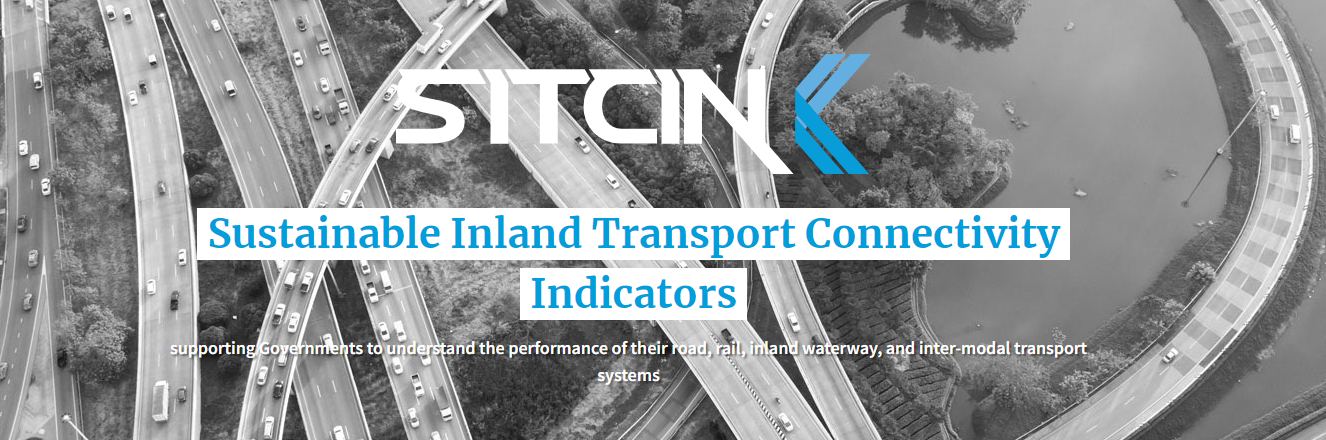 SITCIN
Sustainable Inland Transport Connectivity
Indicators
supporting Governments to understand the performance of their road, rail, inland waterway, and inter-modal transport
systems